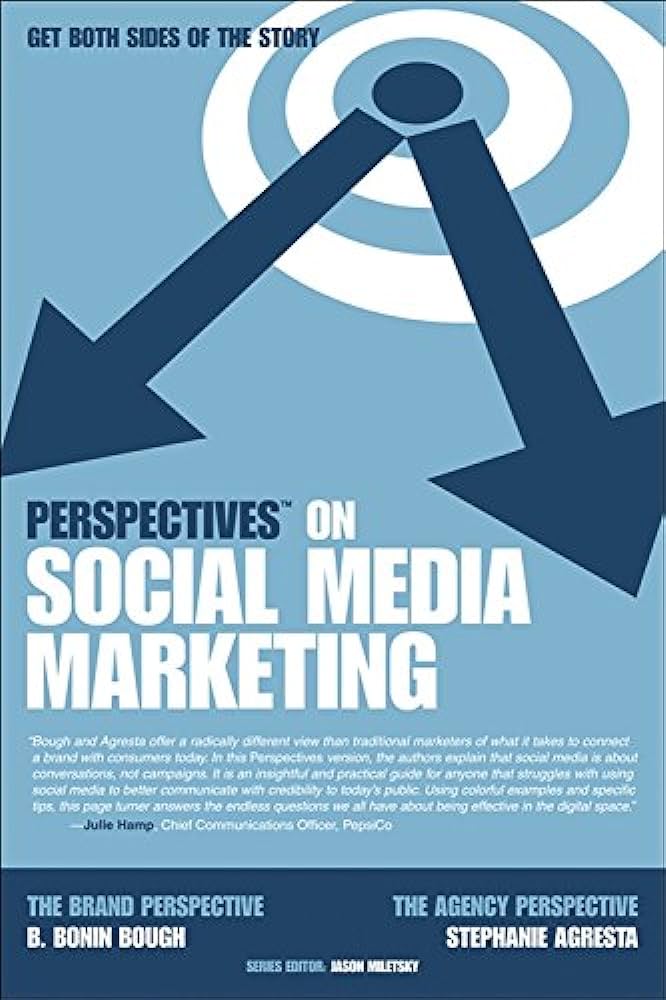 GET BOTH SIDES OF THE STORY
PERSPECTIVES™ ON
SOCIAL MEDIA
MARKETING
"Bough and Agresta offer a radically different view than traditional marketers of what it takes to connect
a brand with consumers today. In this Perspectives version, the authors explain that social media is about
conversations, not campaigns. It is an insightful and practical guide for anyone that struggles with using
social media to better communicate with credibility to today's public. Using colorful examples and specific
tips, this page turner answers the endless questions we all have about being effective in the digital space."
—Julie Hamp, Chief Communications Officer, PepsiCo
THE BRAND PERSPECTIVE
B. BONIN BOUGH
THE AGENCY PERSPECTIVE
STEPHANIE AGRESTA
SERIES EDITOR: JASON MILETSKY